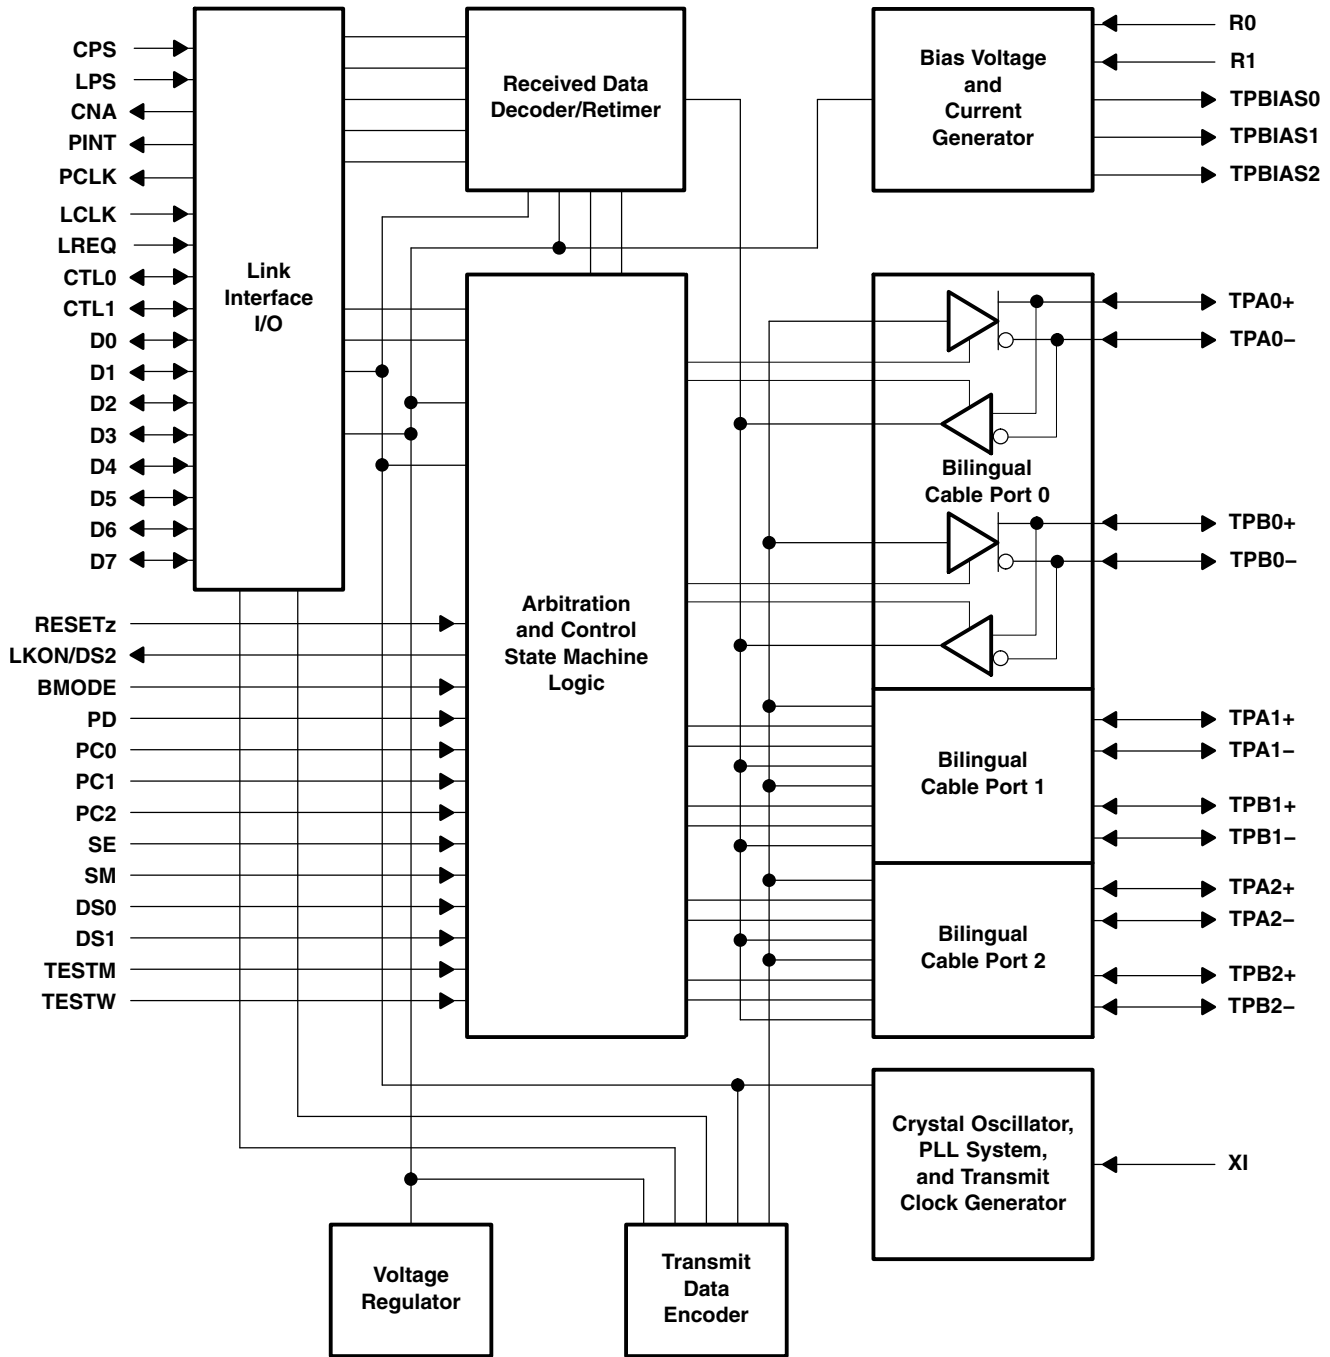 CPS
LPS
CNA
PINT
PCLK
LCLK
LREQ
CTL0
CTL1
D0
D1
D2
D3
D4
D5
D6
D7
RESETz
LKON/DS2
BMODE
PD
PC0
PC1
PC2
SE
SM
DS0
DS1
TESTM
TESTW
Link
Interface
I/O
Received Data
Decoder/Retimer
Arbitration
and Control
State Machine
Logic
Bias Voltage
and
Current
Generator
R0
R1
TPBIAS0
TPBIAS1
TPBIAS2
Bilingual
Cable Port 0
TPA0+
TPA0−
TPB0+
TPB0−
Bilingual
Cable Port 1
TPA1+
TPA1−
TPB1+
TPB1−
Bilingual
Cable Port 2
TPA2+
TPA2−
TPB2+
TPB2−
Crystal Oscillator,
PLL System,
and Transmit
Clock Generator
XI
Voltage
Regulator
Transmit
Data
Encoder